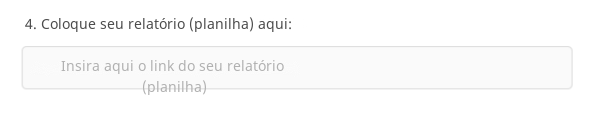 4. Coloque seu relatório (planilha) aqui:
Insira aqui o link do seu relatório
(planilha)